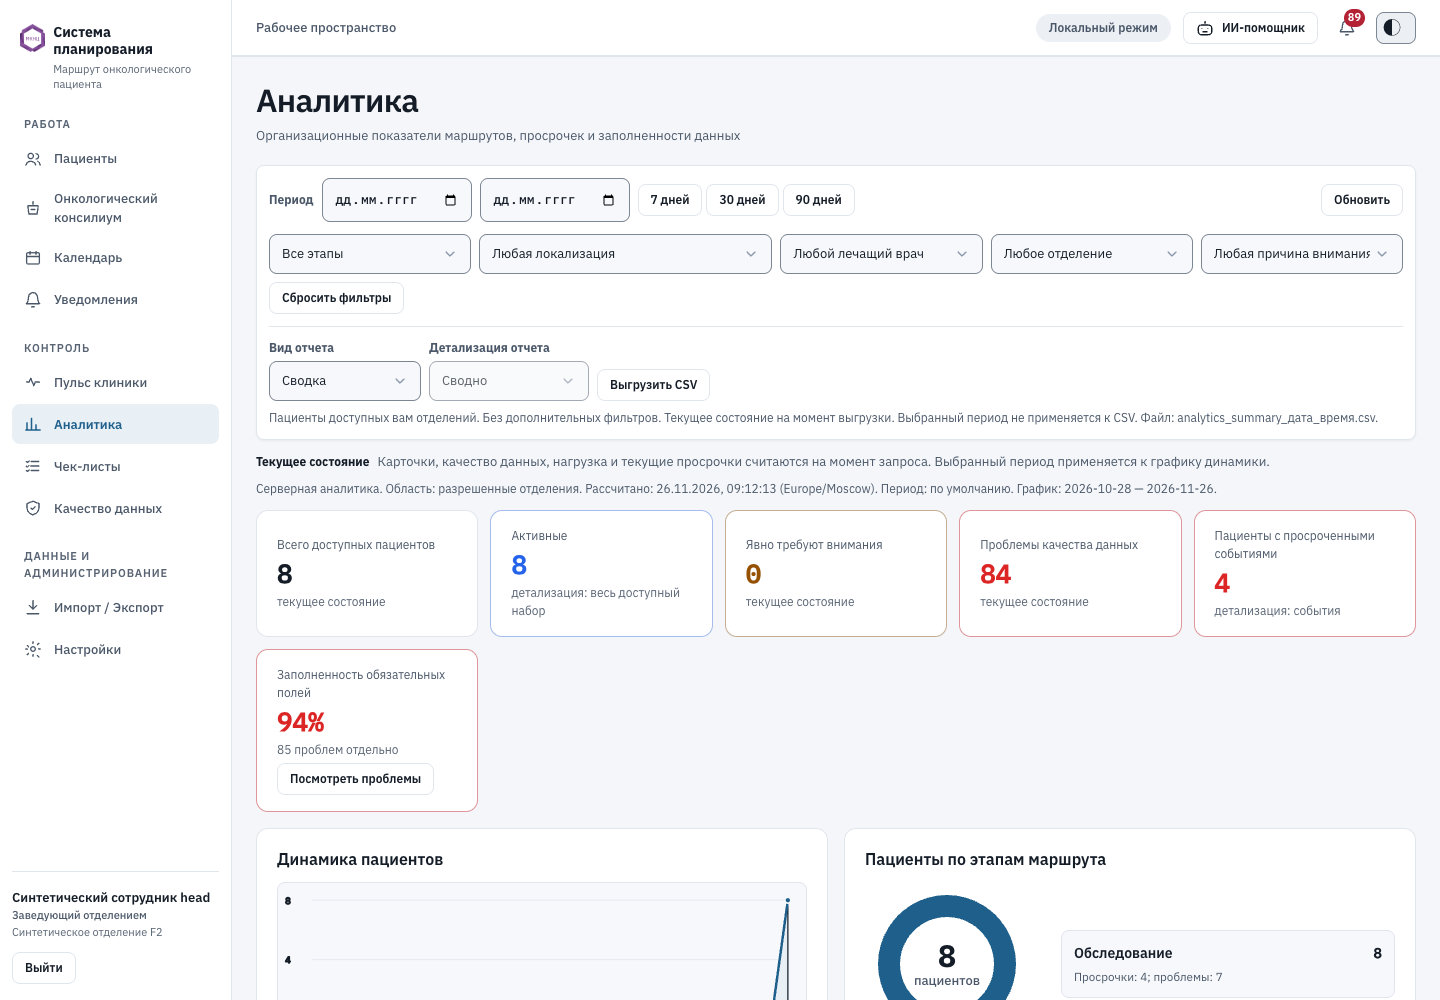 Система
планирования
Маршрут онкологического
пациента
РАБОТА
Пациенты
Онкологический
консилиум
Календарь
Уведомления
КОНТРОЛЬ
Пульс клиники
Аналитика
Чек-листы
Качество данных
ДАННЫЕ И
АДМИНИСТРИРОВАНИЕ
Импорт / Экспорт
Настройки
Синтетический сотрудник head
Заведующий отделением
Синтетическое отделение F2
Выйти
Рабочее пространство
Локальный режим
ИИ-помощник
89
Аналитика
Организационные показатели маршрутов, просрочек и заполненности данных
Период
дд.мм.гггг
дд.мм.гггг
7 дней
30 дней
90 дней
Обновить
Все этапы
Любая локализация
Любой лечащий врач
Любое отделение
Любая причина внимания
Сбросить фильтры
Вид отчета
Детализация отчета
Сводка
Сводно
Выгрузить CSV
Пациенты доступных вам отделений. Без дополнительных фильтров. Текущее состояние на момент выгрузки. Выбранный период не применяется к CSV. Файл: analytics_summary_дата_время.csv.
Текущее состояние Карточки, качество данных, нагрузка и текущие просрочки считаются на момент запроса. Выбранный период применяется к графику динамики.
Серверная аналитика. Область: разрешенные отделения. Рассчитано: 26.11.2026, 09:12:13 (Europe/Moscow). Период: по умолчанию. График: 2026-10-28 — 2026-11-26.
Всего доступных пациентов
8
текущее состояние
Активные
8
детализация: весь доступный
набор
Явно требуют внимания
0
текущее состояние
Проблемы качества данных
84
текущее состояние
Пациенты с просроченными
событиями
4
детализация: события
Заполненность обязательных
полей
94%
85 проблем отдельно
Посмотреть проблемы
Динамика пациентов
8
4
Пациенты по этапам маршрута
8
пациентов
Обследование 8
Просрочки: 4; проблемы: 7